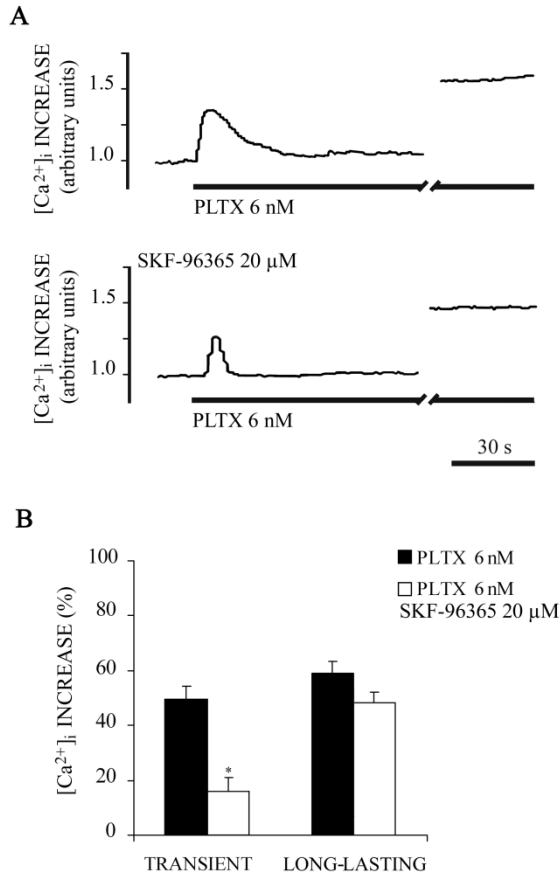 A
[Ca²⁺]ᵢ INCREASE
(arbitrary units)
1.5
1.0
PLTX 6 nM
SKF-96365 20 µM
[Ca²⁺]ᵢ INCREASE
(arbitrary units)
1.5
1.0
PLTX 6 nM
30 s
B
[Ca²⁺]ᵢ INCREASE (%)
100
80
60
40
20
0
PLTX 6 nM
PLTX 6 nM
SKF-96365 20 µM
*
TRANSIENT
LONG-LASTING